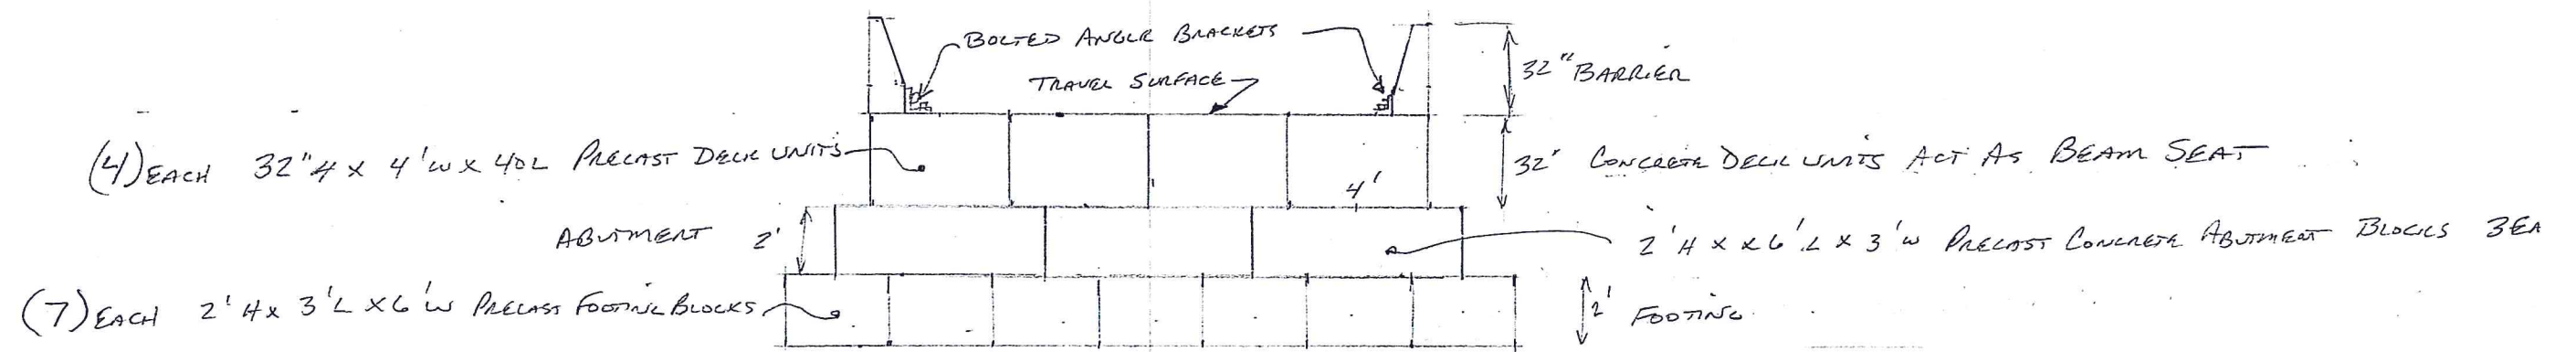 BOLTED ANGLE BRACKETS
32" BARRIER
TRAVEL SURFACE
(4) EACH 32"H x 4'W x 40L PRECAST DECK UNITS
32' CONCRETE DECK UNITS ACT AS BEAM SEAT
4'
ABUTMENT 2'
2'H x x 6'L x 3'W PRECAST CONCRETE ABUTMENT BLOCKS 3EA
(7) EACH 2'H x 3'L x 6'W PRECAST FOOTING BLOCKS
2' FOOTING